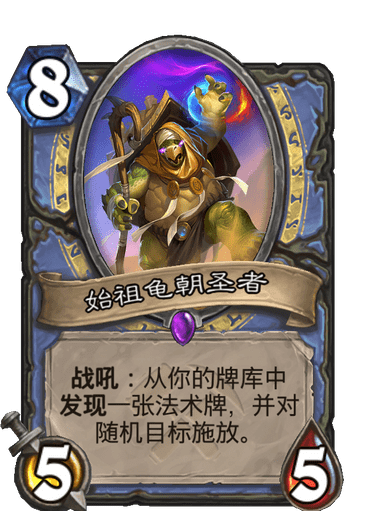 8
始祖龟朝圣者
战吼：从你的牌库中
发现一张法术牌，并对
随机目标施放。
5
5